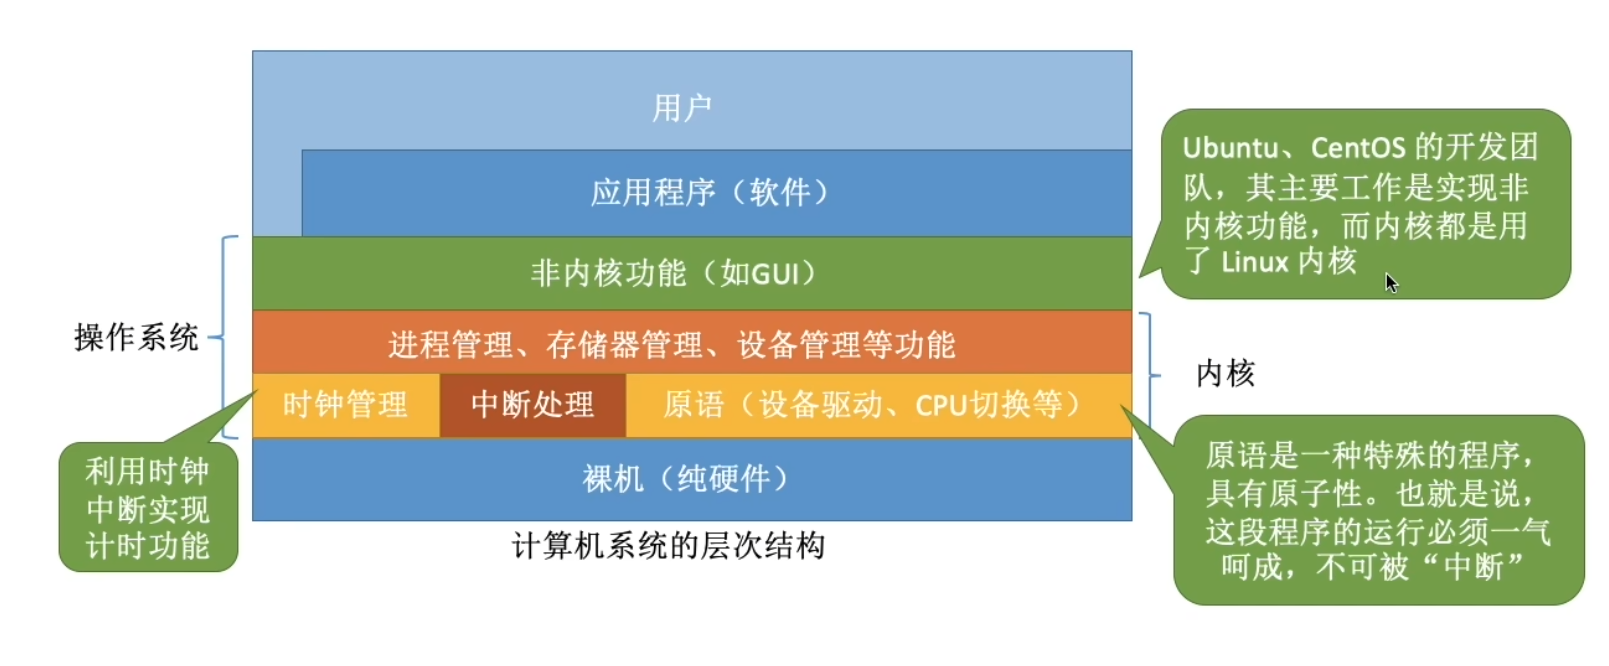 用户
应用程序（软件）
Ubuntu、CentOS 的开发团
队，其主要工作是实现非
内核功能，而内核都是用
了 Linux 内核
非内核功能（如GUI）
操作系统
进程管理、存储器管理、设备管理等功能
内核
时钟管理
中断处理
原语（设备驱动、CPU切换等）
利用时钟
中断实现
计时功能
裸机（纯硬件）
原语是一种特殊的程序，
具有原子性。也就是说，
这段程序的运行必须一气
呵成，不可被“中断”
计算机系统的层次结构